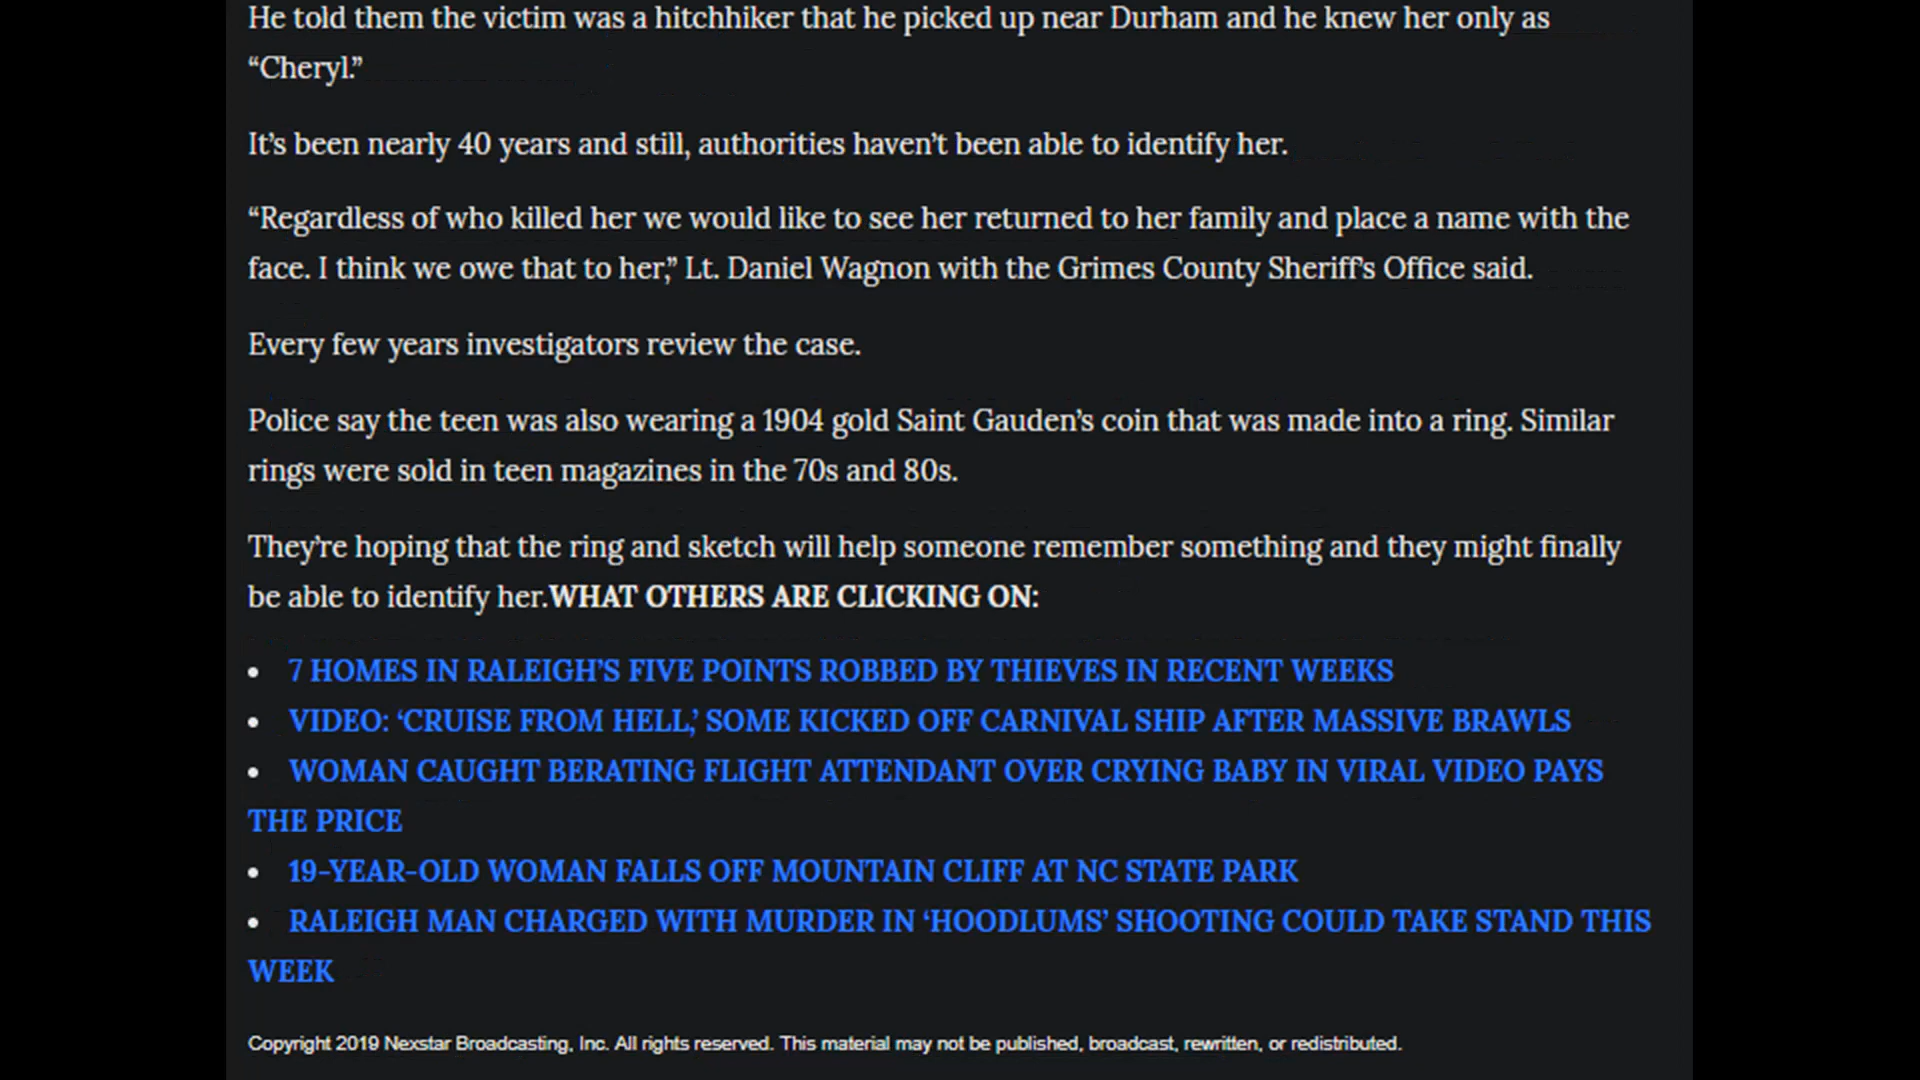 He told them the victim was a hitchhiker that he picked up near Durham and he knew her only as
“Cheryl.”
It’s been nearly 40 years and still, authorities haven’t been able to identify her.
“Regardless of who killed her we would like to see her returned to her family and place a name with the
face. I think we owe that to her,” Lt. Daniel Wagnon with the Grimes County Sheriff’s Office said.
Every few years investigators review the case.
Police say the teen was also wearing a 1904 gold Saint Gauden’s coin that was made into a ring. Similar
rings were sold in teen magazines in the 70s and 80s.
They’re hoping that the ring and sketch will help someone remember something and they might finally
be able to identify her.WHAT OTHERS ARE CLICKING ON:
• 7 HOMES IN RALEIGH’S FIVE POINTS ROBBED BY THIEVES IN RECENT WEEKS
• VIDEO: ‘CRUISE FROM HELL,’ SOME KICKED OFF CARNIVAL SHIP AFTER MASSIVE BRAWLS
• WOMAN CAUGHT BERATING FLIGHT ATTENDANT OVER CRYING BABY IN VIRAL VIDEO PAYS
THE PRICE
• 19-YEAR-OLD WOMAN FALLS OFF MOUNTAIN CLIFF AT NC STATE PARK
• RALEIGH MAN CHARGED WITH MURDER IN ‘HOODLUMS’ SHOOTING COULD TAKE STAND THIS
WEEK
Copyright 2019 Nexstar Broadcasting, Inc. All rights reserved. This material may not be published, broadcast, rewritten, or redistributed.